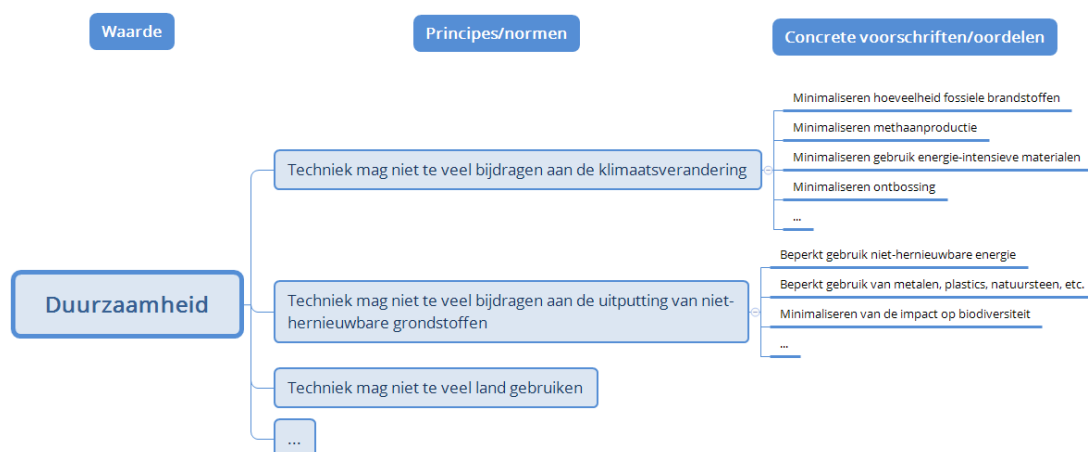 Waarde
Principes/normen
Concrete voorschriften/oordelen
Minimaliseren hoeveelheid fossiele brandstoffen
Minimaliseren methaanproductie
Techniek mag niet te veel bijdragen aan de klimaatsverandering
Minimaliseren gebruik energie-intensieve materialen
Minimaliseren ontbossing
...
Duurzaamheid
Techniek mag niet te veel bijdragen aan de uitputting van niet-
hernieuwbare grondstoffen
Beperkt gebruik niet-hernieuwbare energie
Beperkt gebruik van metalen, plastics, natuursteen, etc.
Minimaliseren van de impact op biodiversiteit
...
Techniek mag niet te veel land gebruiken
...